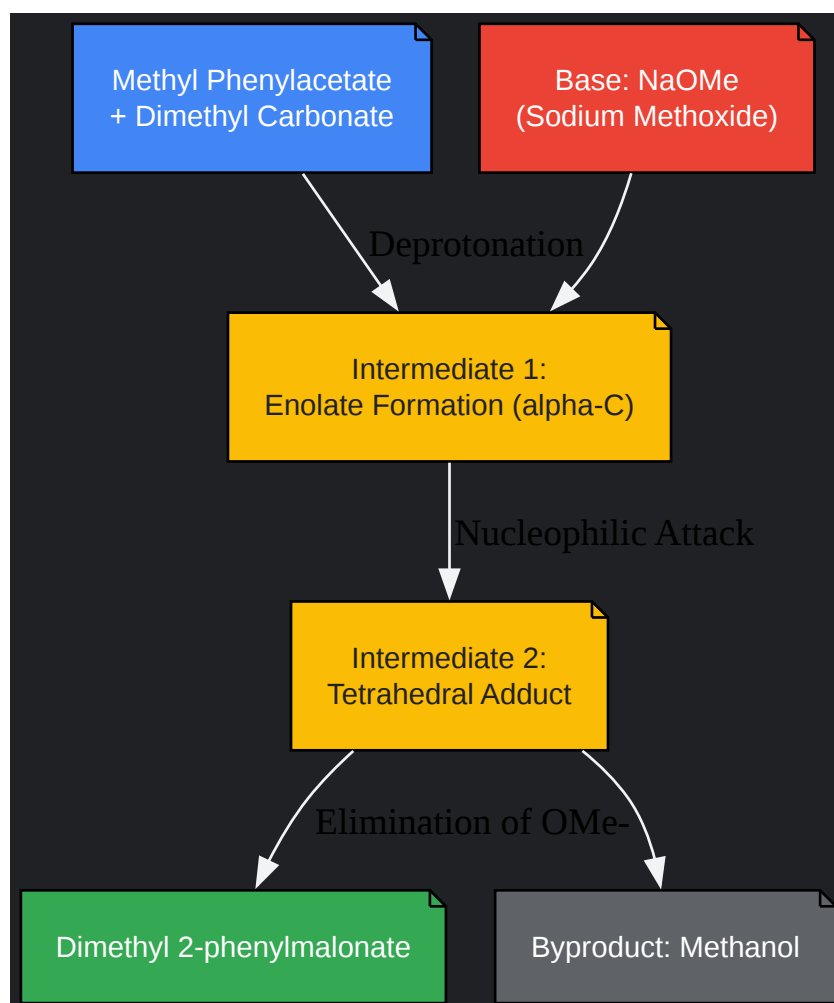 Methyl Phenylacetate
+ Dimethyl Carbonate
Base: NaOMe
(Sodium Methoxide)
Deprotonation
Intermediate 1:
Enolate Formation (alpha-C)
Nucleophilic Attack
Intermediate 2:
Tetrahedral Adduct
Elimination of OMe-
Dimethyl 2-phenylmalonate
Byproduct: Methanol